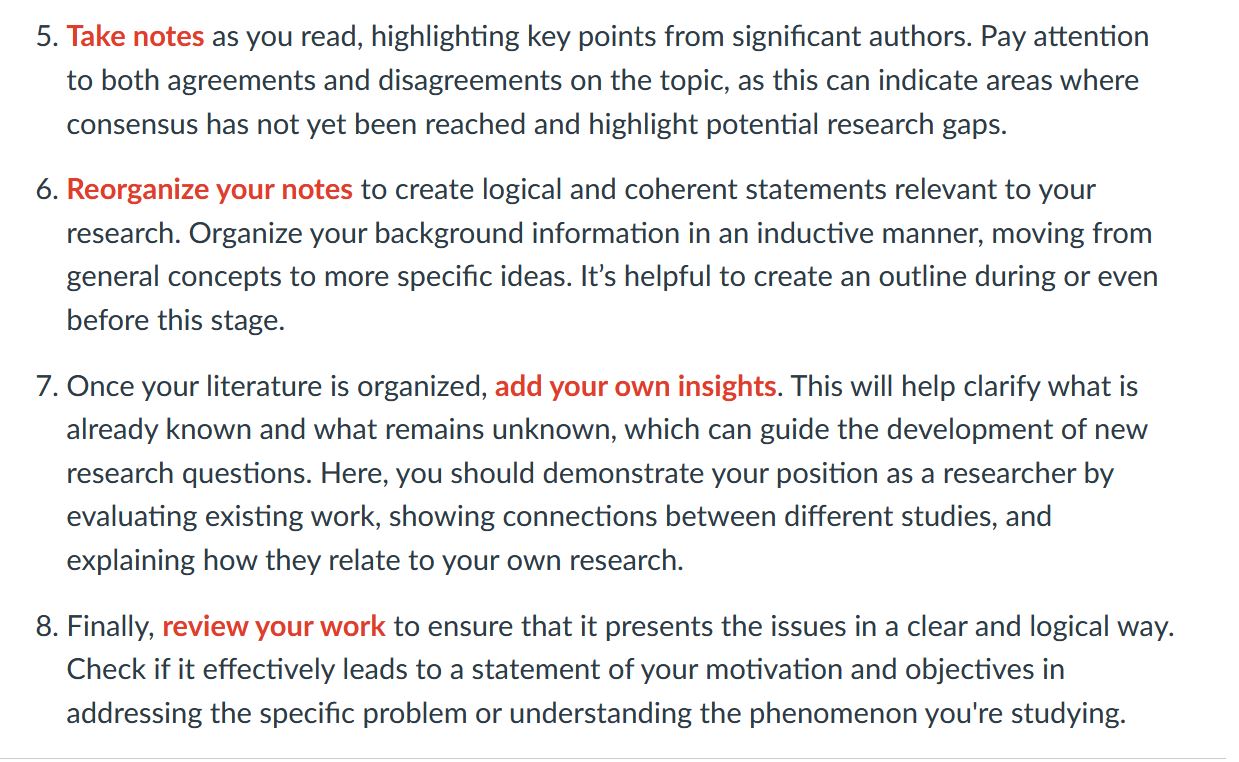 5. Take notes as you read, highlighting key points from significant authors. Pay attention
to both agreements and disagreements on the topic, as this can indicate areas where
consensus has not yet been reached and highlight potential research gaps.
6. Reorganize your notes to create logical and coherent statements relevant to your
research. Organize your background information in an inductive manner, moving from
general concepts to more specific ideas. It’s helpful to create an outline during or even
before this stage.
7. Once your literature is organized, add your own insights. This will help clarify what is
already known and what remains unknown, which can guide the development of new
research questions. Here, you should demonstrate your position as a researcher by
evaluating existing work, showing connections between different studies, and
explaining how they relate to your own research.
8. Finally, review your work to ensure that it presents the issues in a clear and logical way.
Check if it effectively leads to a statement of your motivation and objectives in
addressing the specific problem or understanding the phenomenon you're studying.